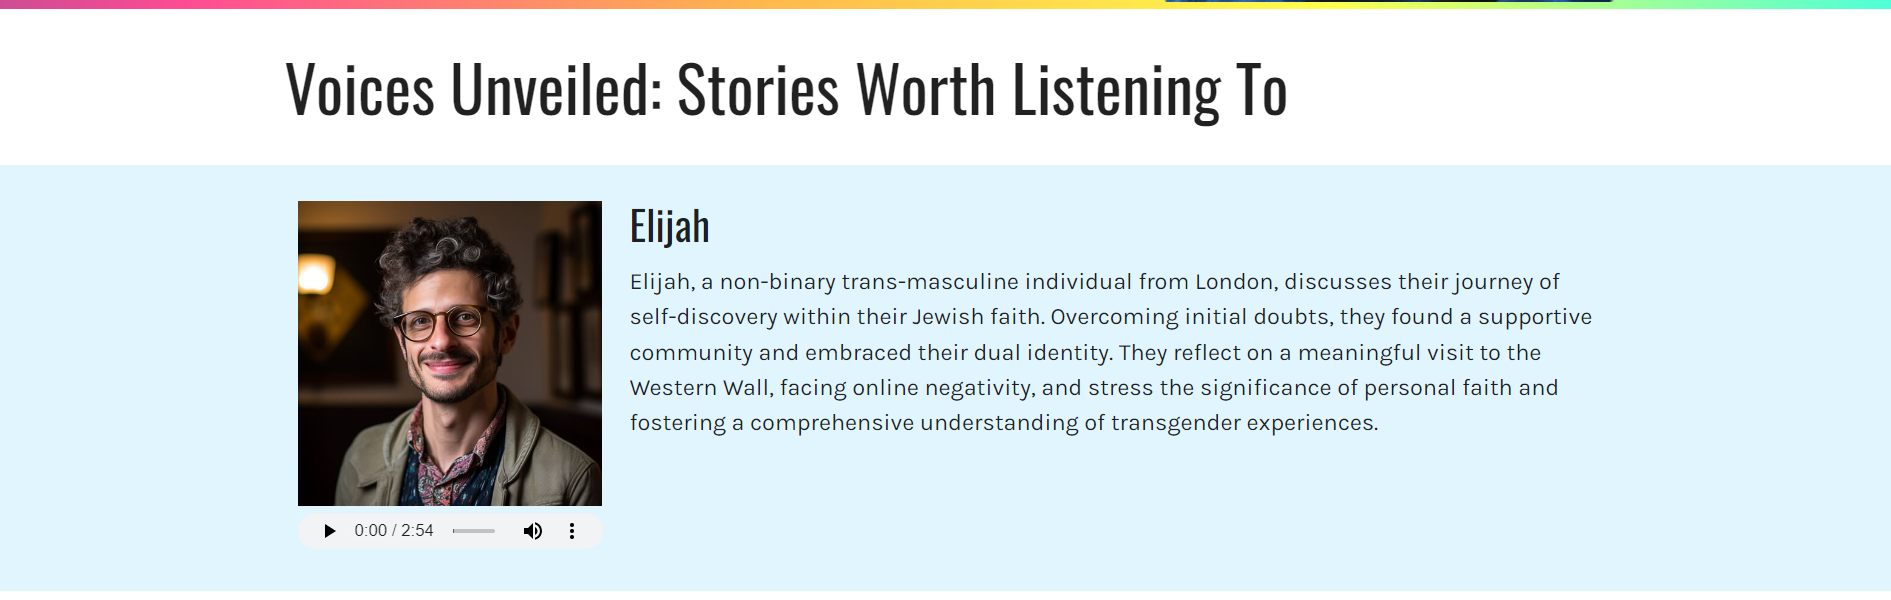 Voices Unveiled: Stories Worth Listening To
Elijah
Elijah, a non-binary trans-masculine individual from London, discusses their journey of
self-discovery within their Jewish faith. Overcoming initial doubts, they found a supportive
community and embraced their dual identity. They reflect on a meaningful visit to the
Western Wall, facing online negativity, and stress the significance of personal faith and
fostering a comprehensive understanding of transgender experiences.
0:00 / 2:54